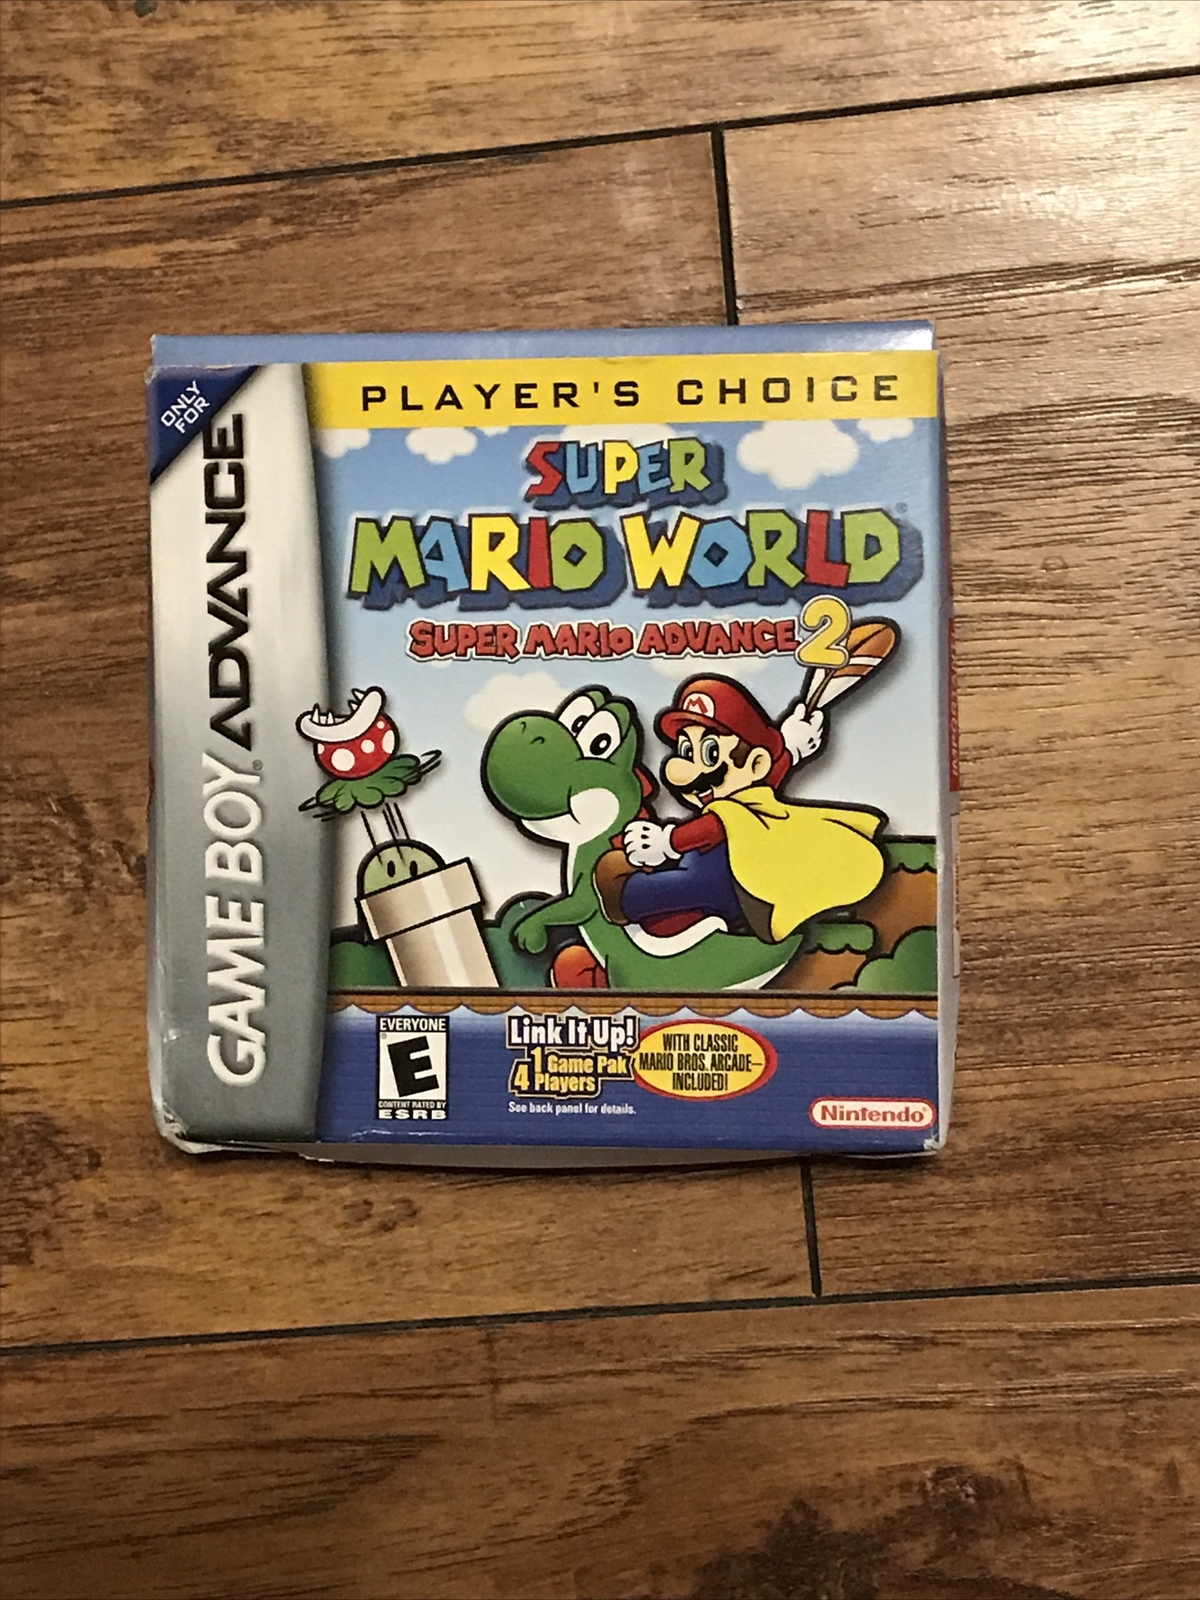 ONLY
FOR
GAME BOY ADVANCE
PLAYER'S CHOICE
SUPER
MARIO WORLD®
SUPER MARIO ADVANCE 2
M
EVERYONE
E
CONTENT RATED BY
ESRB
Link It Up!
1 Game Pak
4 Players
See back panel for details.
WITH CLASSIC
MARIO BROS. ARCADE—
INCLUDED!
Nintendo®